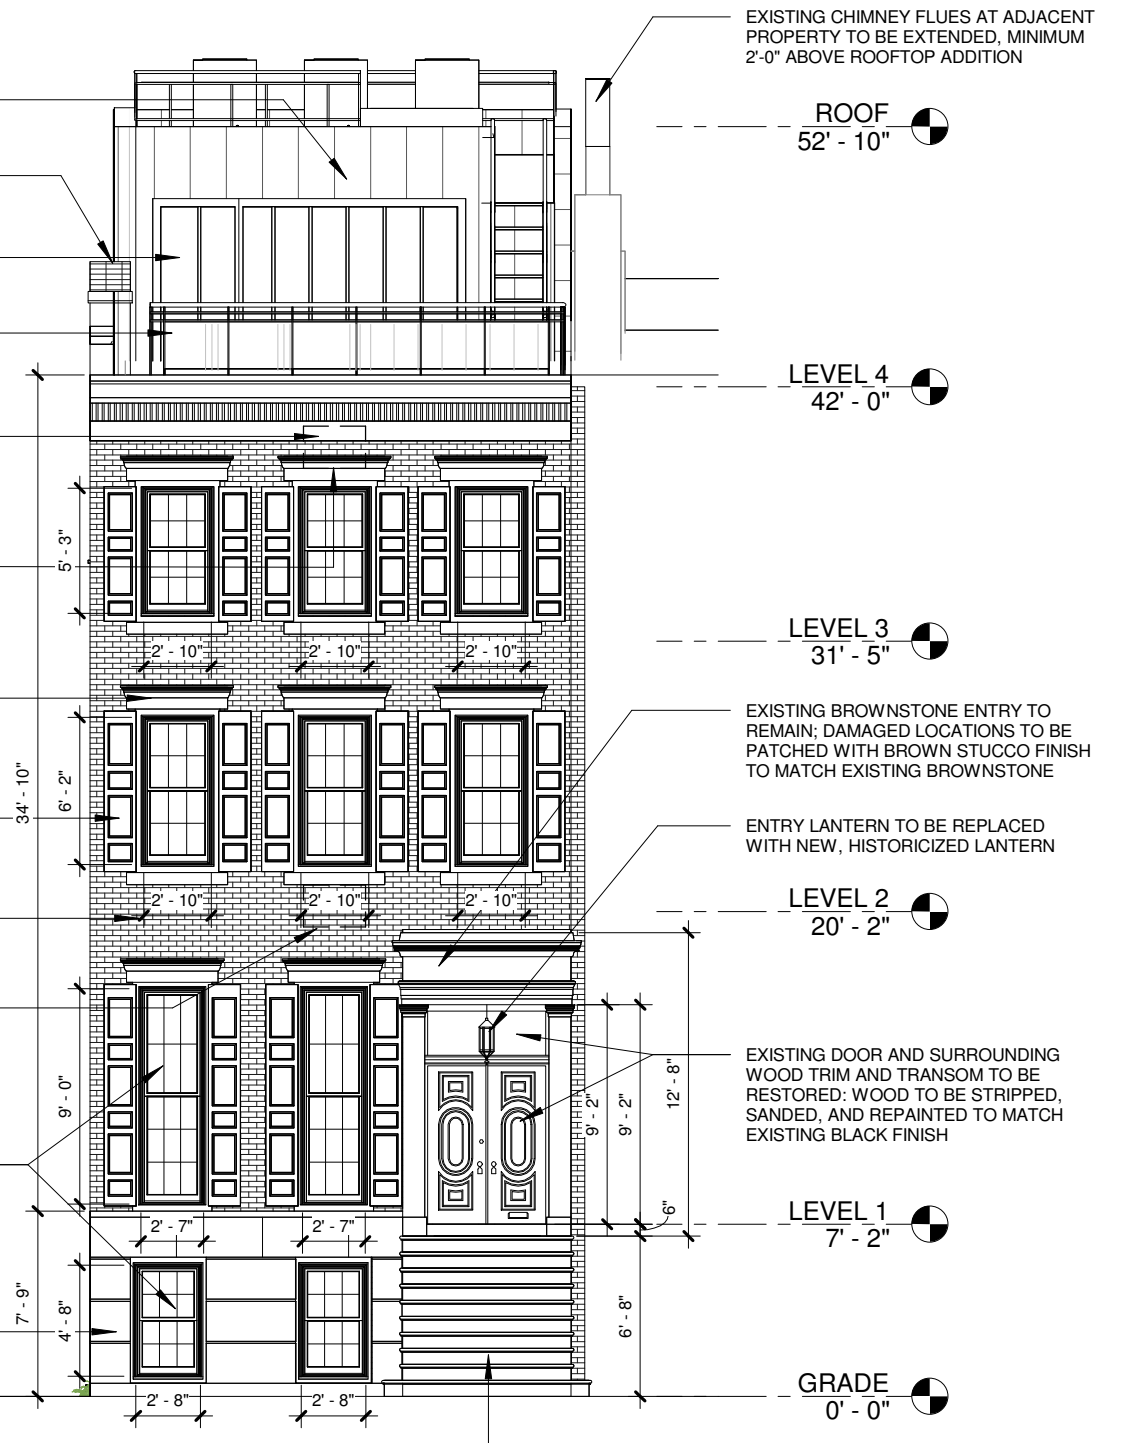 EXISTING CHIMNEY FLUES AT ADJACENT
PROPERTY TO BE EXTENDED, MINIMUM
2'-0" ABOVE ROOFTOP ADDITION
ROOF
52' - 10"
LEVEL 4
42' - 0"
5' - 3"
2' - 10"
2' - 10"
2' - 10"
LEVEL 3
31' - 5"
EXISTING BROWNSTONE ENTRY TO
REMAIN; DAMAGED LOCATIONS TO BE
PATCHED WITH BROWN STUCCO FINISH
TO MATCH EXISTING BROWNSTONE
34' - 10"
6' - 2"
ENTRY LANTERN TO BE REPLACED
WITH NEW, HISTORICIZED LANTERN
2' - 10"
2' - 10"
2' - 10"
LEVEL 2
20' - 2"
EXISTING DOOR AND SURROUNDING
WOOD TRIM AND TRANSOM TO BE
RESTORED: WOOD TO BE STRIPPED,
SANDED, AND REPAINTED TO MATCH
EXISTING BLACK FINISH
9' - 0"
9' - 2"
9' - 2"
12' - 8"
6"
LEVEL 1
7' - 2"
2' - 7"
2' - 7"
7' - 9"
4' - 8"
6' - 8"
2' - 8"
2' - 8"
GRADE
0' - 0"